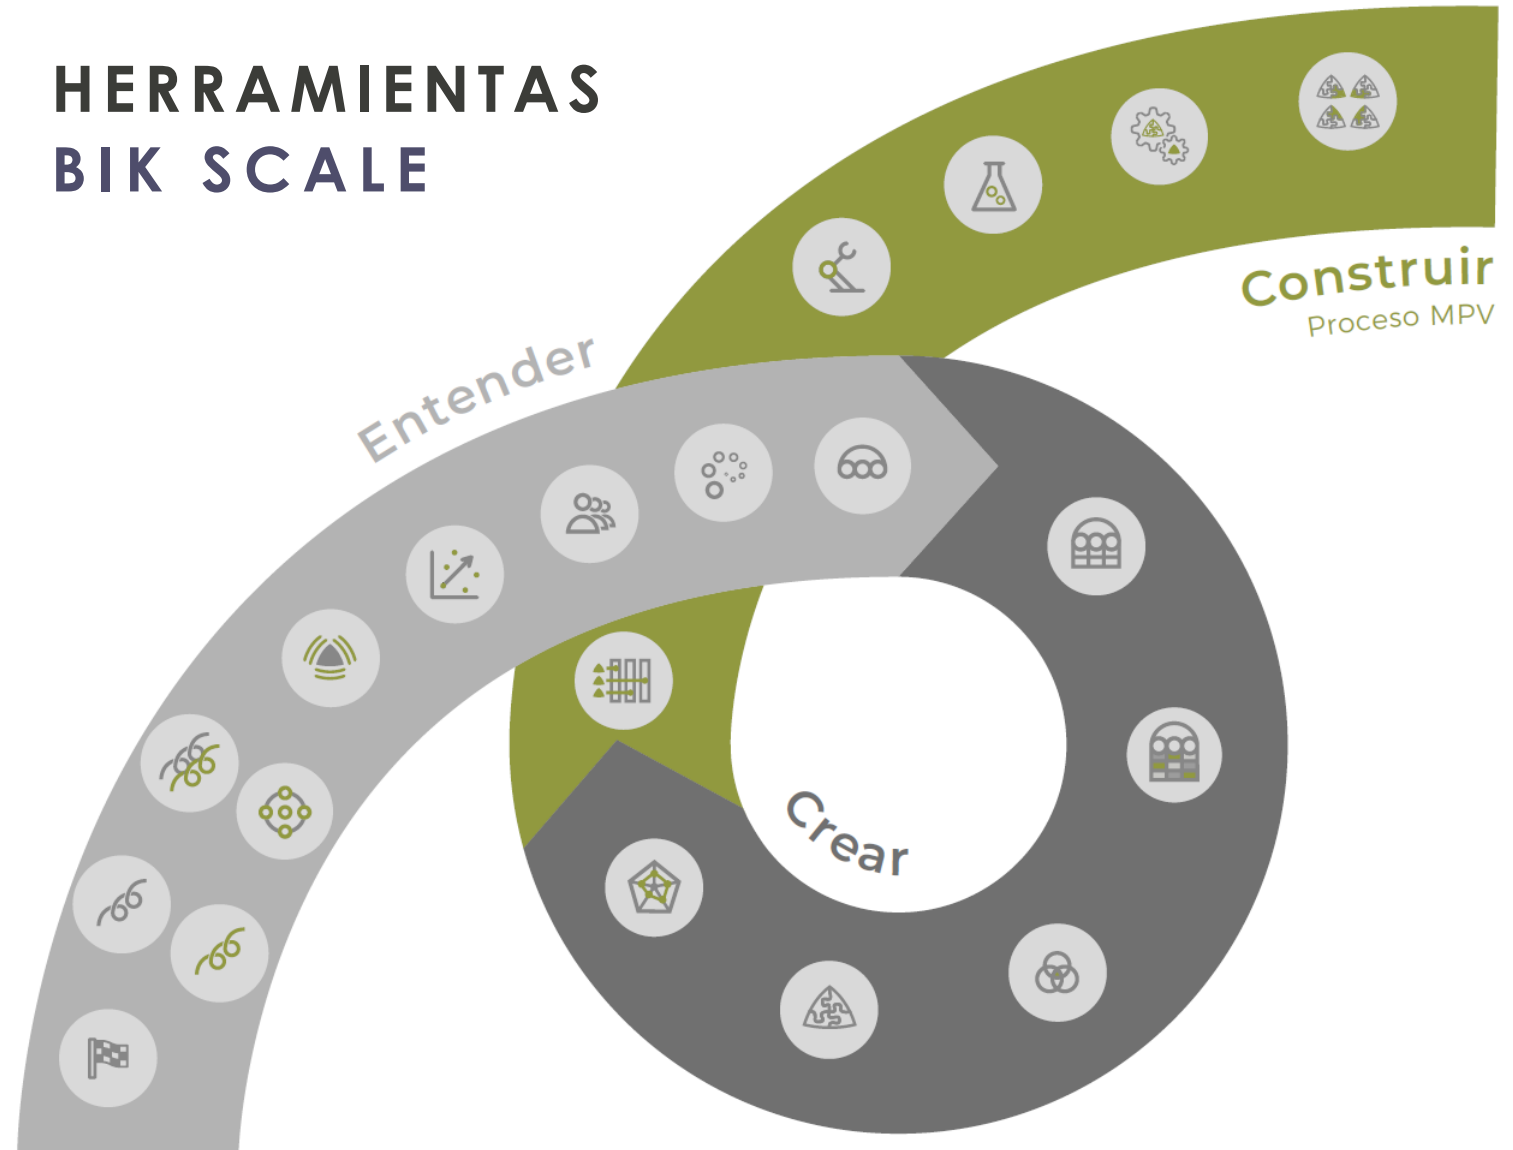 HERRAMIENTAS
BIK SCALE
Construir
Proceso MPV
Entender
Crear